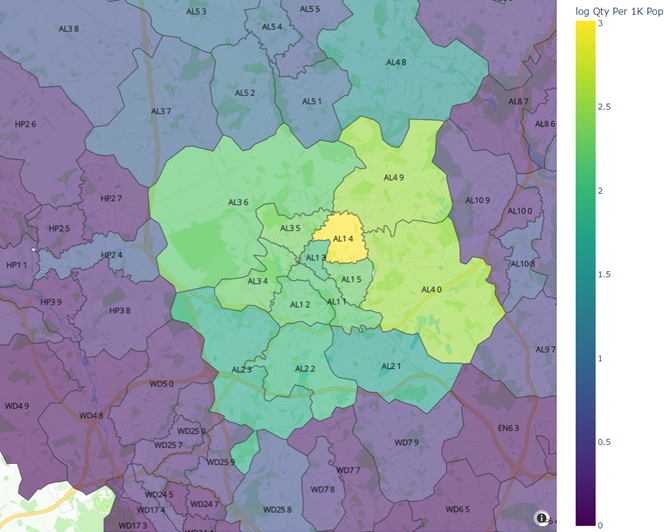 log Qty Per 1K Pop
AL5 5
AL5 3
AL3 8
AL5 4
3
AL4 8
AL5 2
AL5 1
AL8 7
AL3 7
2.5
HP2 6
AL8 6
AL4 9
2
HP2 7
AL3 6
AL10 9
AL10 0
HP2 5
AL3 5
AL1 4
HP2 4
AL1 3
HP1 1
AL10 8
1.5
AL3 4
AL1 5
AL4 0
HP3 9
HP3 8
AL1 2
AL1 1
AL9 7
1
AL2 3
AL2 2
AL2 1
WD5 0
WD4 9
WD4 8
EN6 3
WD25 0
WD25 7
WD7 9
0.5
WD25 9
WD7 7
WD24 5
WD7 8
WD24 7
WD17 4
WD25 8
WD6 5
WD17 3
0